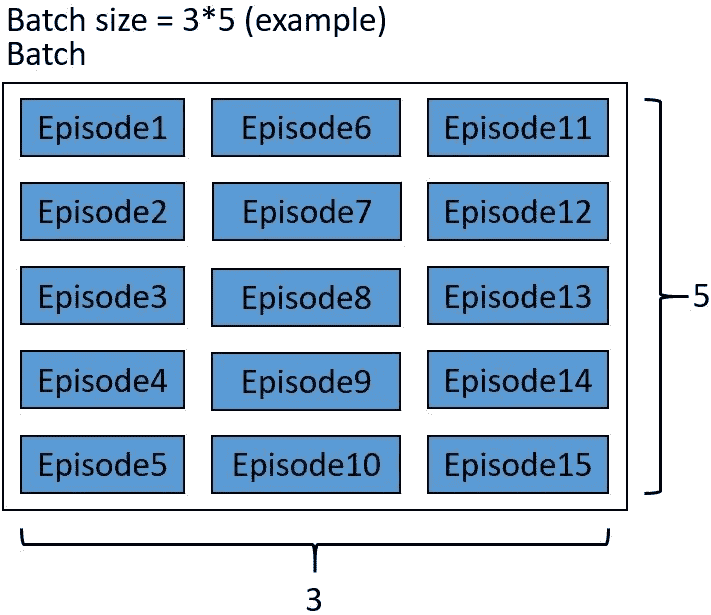 Batch size = 3*5 (example)
Batch
Episode1 Episode6 Episode11
Episode2 Episode7 Episode12
Episode3 Episode8 Episode13
5
Episode4 Episode9 Episode14
Episode5 Episode10 Episode15
3